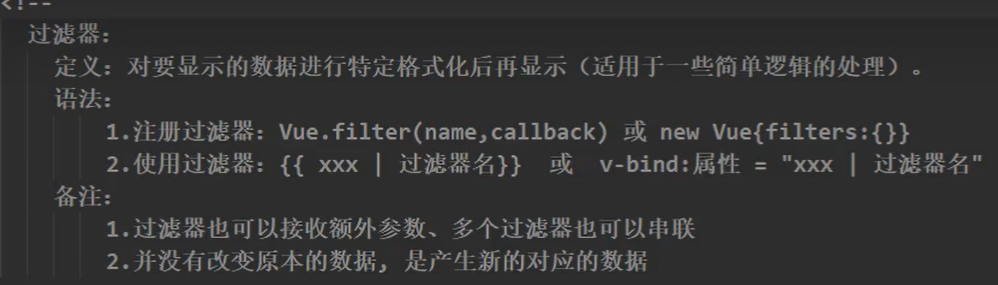 <!--
过滤器：
定义：对要显示的数据进行特定格式化后再显示（适用于一些简单逻辑的处理）。
语法：
1.注册过滤器：Vue.filter(name,callback) 或 new Vue{filters:{}}
2.使用过滤器：{{ xxx | 过滤器名}} 或 v-bind:属性 = "xxx | 过滤器名"
备注：
1.过滤器也可以接收额外参数、多个过滤器也可以串联
2.并没有改变原本的数据, 是产生新的对应的数据